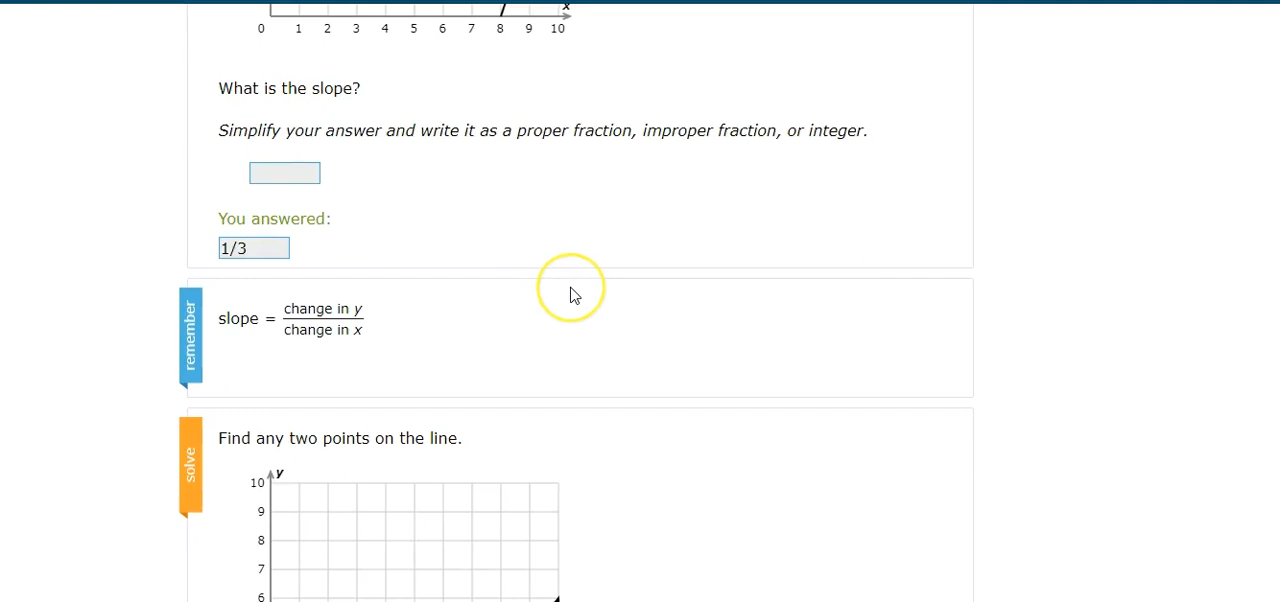 x
0 1 2 3 4 5 6 7 8 9 10
What is the slope?
Simplify your answer and write it as a proper fraction, improper fraction, or integer.
You answered:
1/3
remember
slope = change in y
change in x
solve
Find any two points on the line.
y
10
9
8
7
6